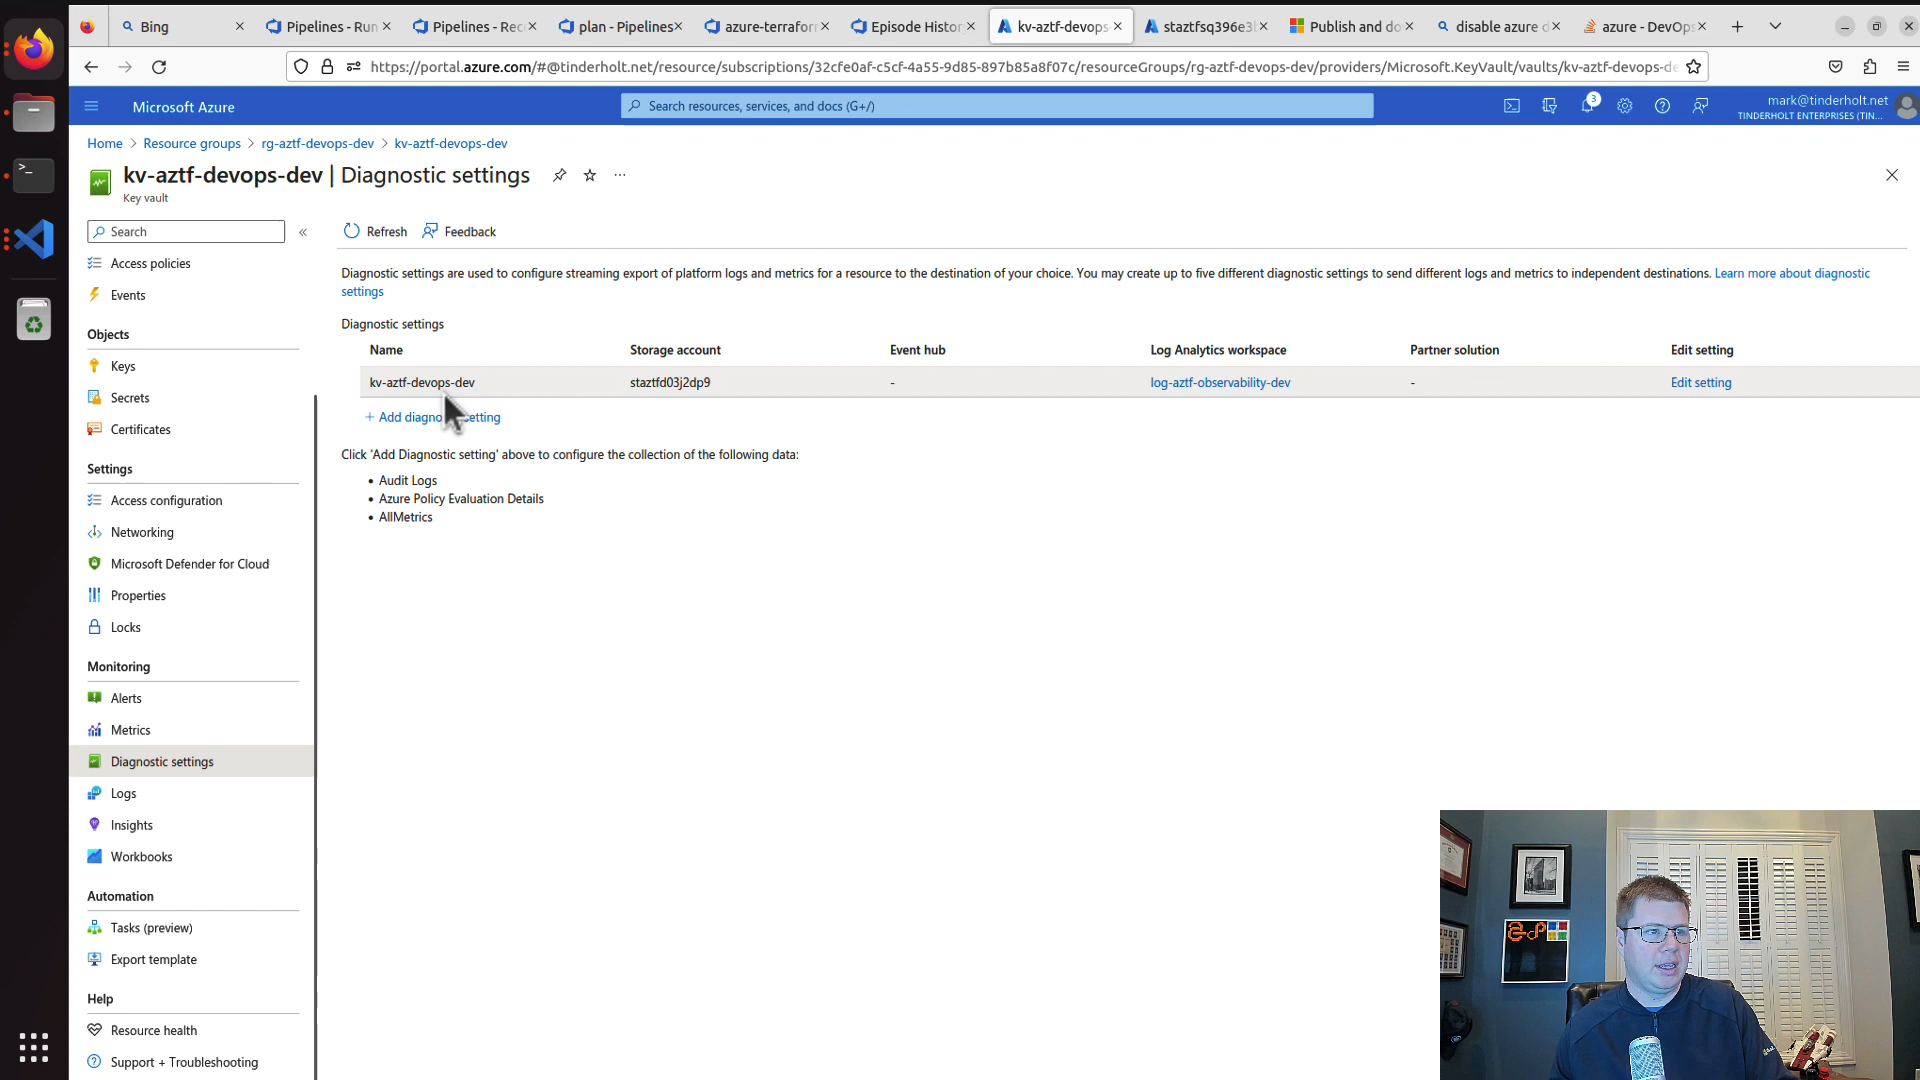 Bing
Pipelines - Run
Pipelines - Rec
plan - Pipelines
azure-terrafor
Episode Histor
kv-aztf-devops
staztfsq396e3
Publish and do
disable azure d
azure - DevOps
https://portal.azure.com/#@tinderholt.net/resource/subscriptions/32cfe0af-c5cf-4a55-9d85-897b85a8f07c/resourceGroups/rg-aztf-devops-dev/providers/Microsoft.KeyVault/vaults/kv-aztf-devops-de
Microsoft Azure
Search resources, services, and docs (G+/)
3
mark@tinderholt.net
TINDERHOLT ENTERPRISES (TIN...
Home > Resource groups > rg-aztf-devops-dev > kv-aztf-devops-dev
kv-aztf-devops-dev | Diagnostic settings
Key vault
Search
Access policies
Events
Objects
Keys
Secrets
Certificates
Settings
Access configuration
Networking
Microsoft Defender for Cloud
Properties
Locks
Monitoring
Alerts
Metrics
Diagnostic settings
Logs
Insights
Workbooks
Automation
Tasks (preview)
Export template
Help
Resource health
Support + Troubleshooting
Refresh
Feedback
Diagnostic settings are used to configure streaming export of platform logs and metrics for a resource to the destination of your choice. You may create up to five different diagnostic settings to send different logs and metrics to independent destinations. Learn more about diagnostic
settings
Diagnostic settings
Name Storage account Event hub Log Analytics workspace Partner solution Edit setting
kv-aztf-devops-dev staztfd03j2dp9 - log-aztf-observability-dev - Edit setting
+ Add diagno etting
Click 'Add Diagnostic setting' above to configure the collection of the following data:
• Audit Logs
• Azure Policy Evaluation Details
• AllMetrics